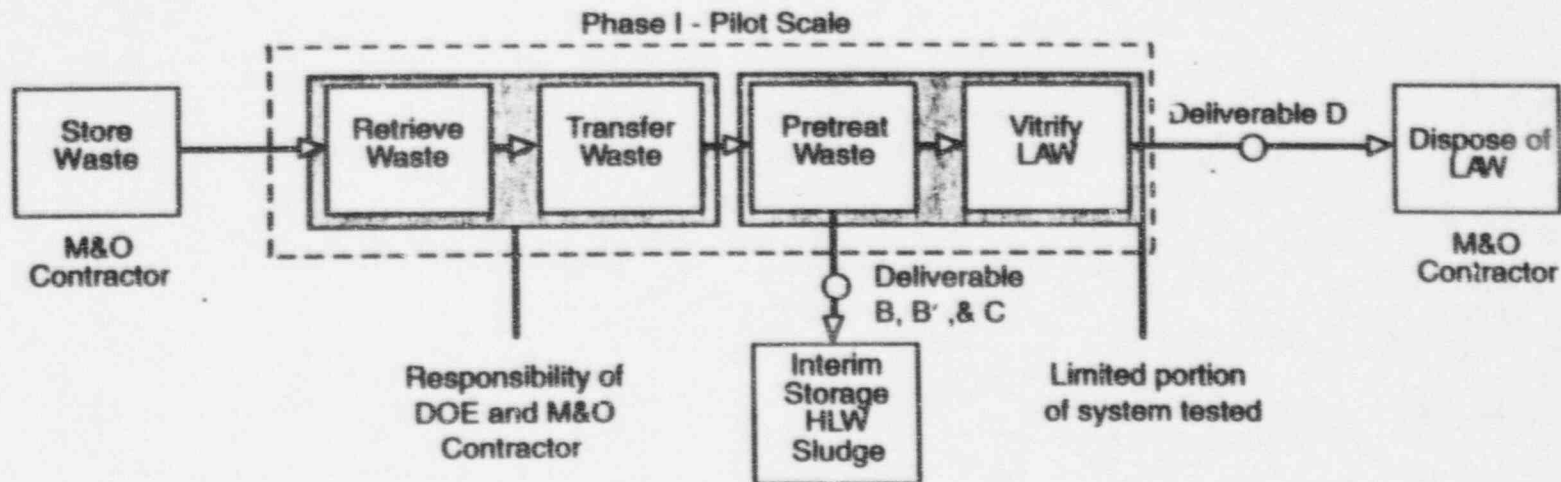 Phase I - Pilot Scale
Store
Waste
M&O
Contractor
Retrieve
Waste
Transfer
Waste
Pretreat
Waste
Vitrify
LAW
Deliverable D
Dispose of
LAW
M&O
Contractor
Deliverable
B, B', & C
Responsibility of
DOE and M&O
Contractor
Interim
Storage
HLW
Sludge
Limited portion
of system tested